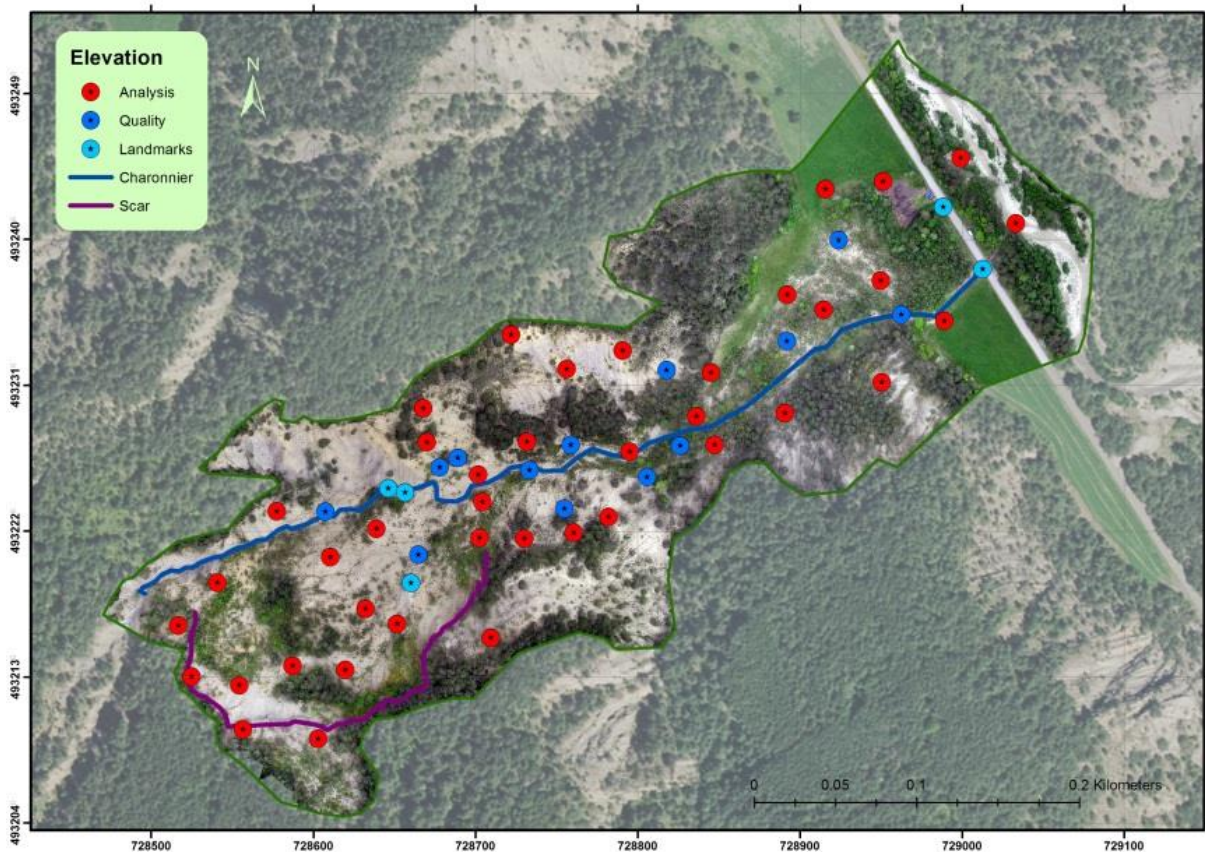 Elevation
N
Analysis
Quality
Landmarks
Charonnier
Scar
493249
493240
493231
493222
493213
493204
0 0.05 0.1 0.2 Kilometers
728500 728600 728700 728800 728900 729000 729100